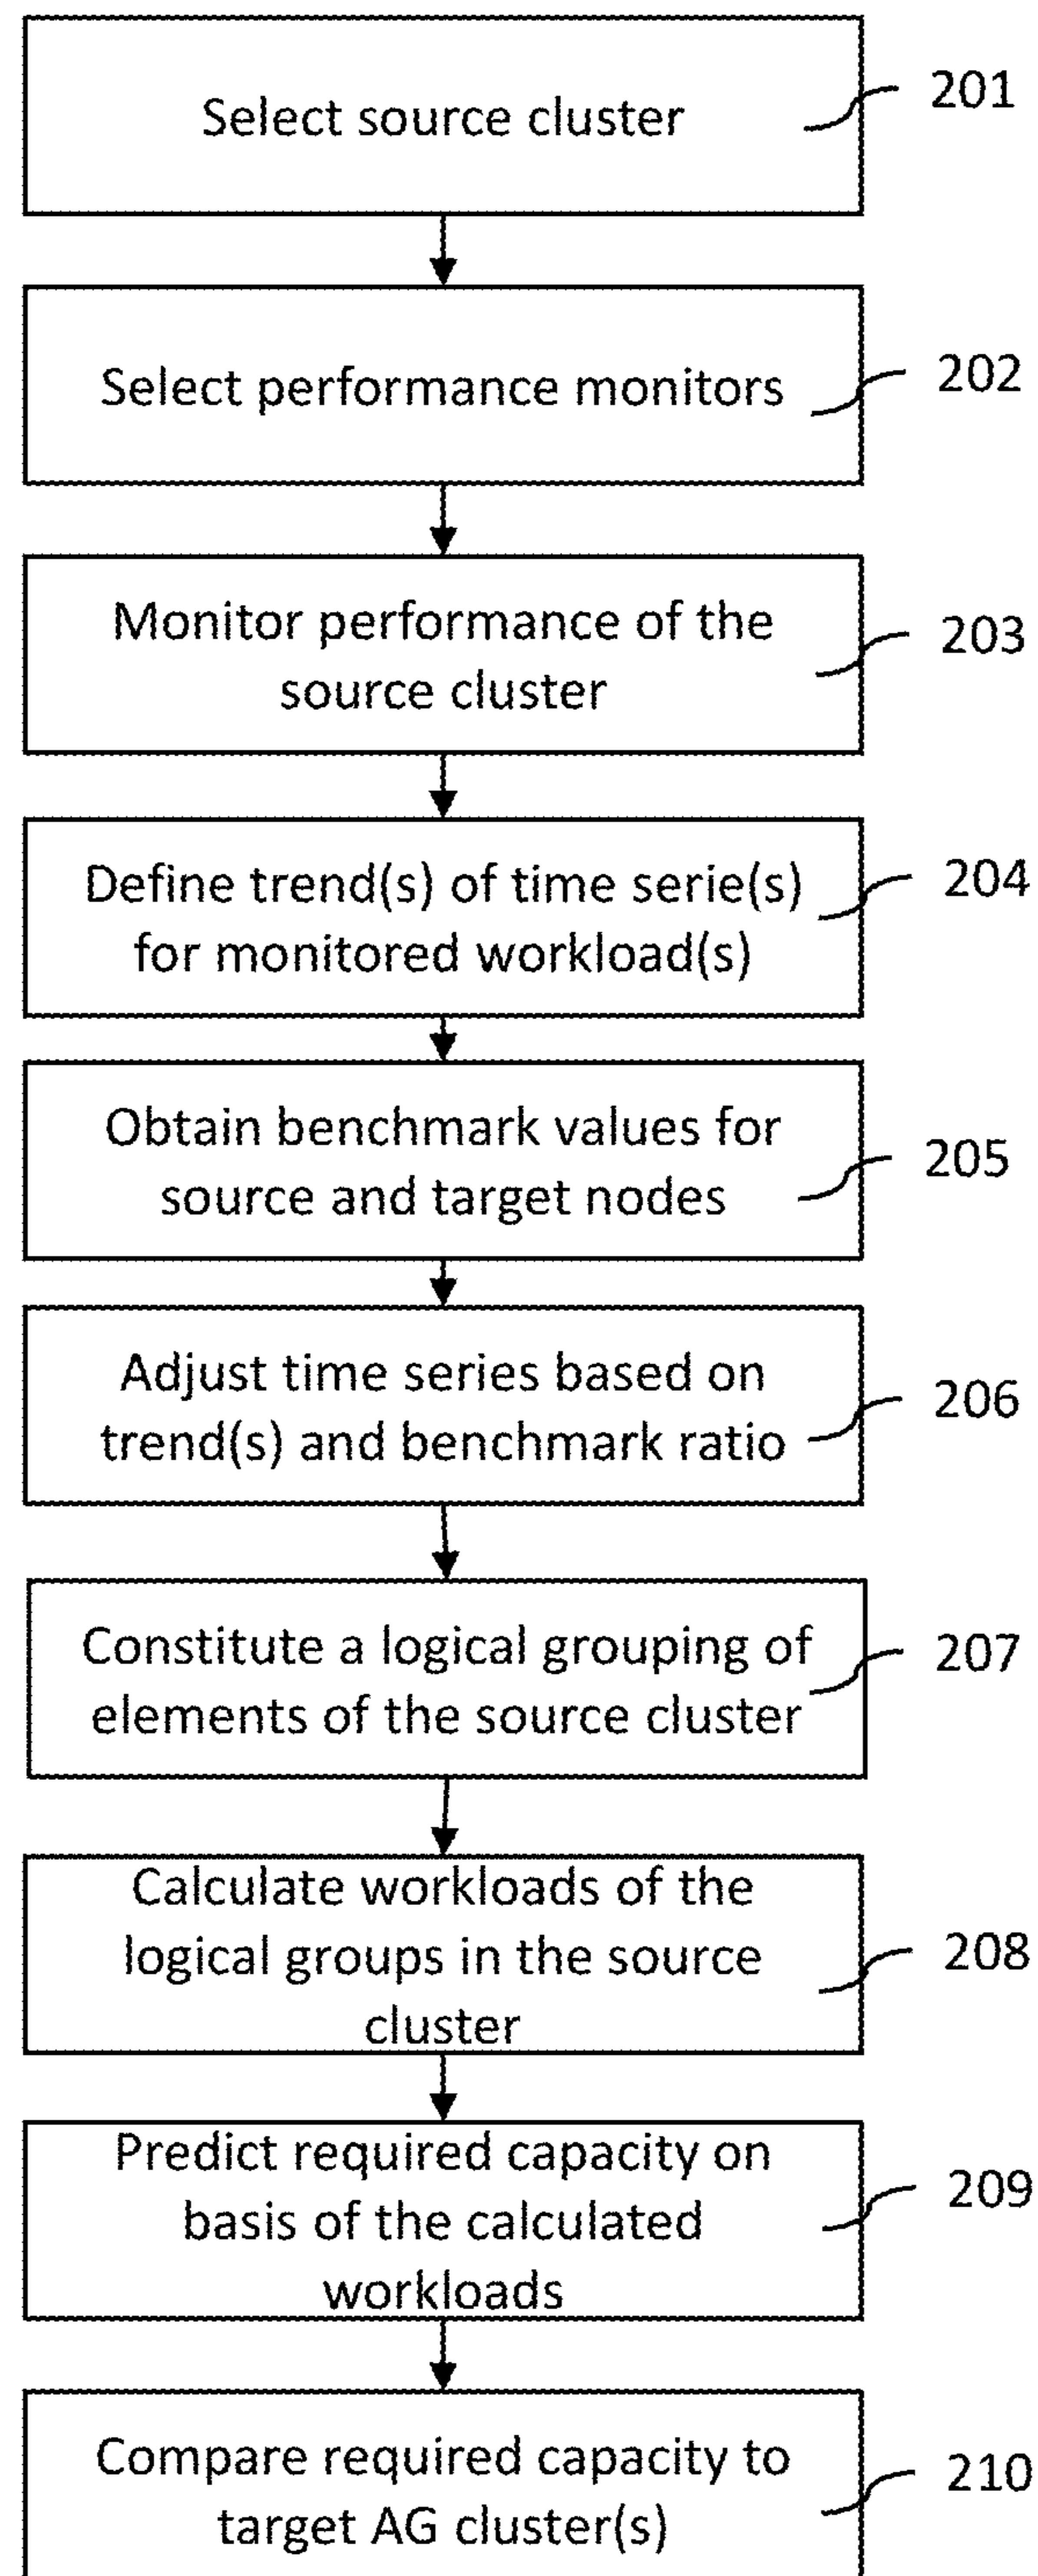 Select source cluster
201
Select performance monitors
202
Monitor performance of the
source cluster
203
Define trend(s) of time serie(s)
for monitored workload(s)
204
Obtain benchmark values for
source and target nodes
205
Adjust time series based on
trend(s) and benchmark ratio
206
Constitute a logical grouping of
elements of the source cluster
207
Calculate workloads of the
logical groups in the source
cluster
208
Predict required capacity on
basis of the calculated
workloads
209
Compare required capacity to
target AG cluster(s)
210